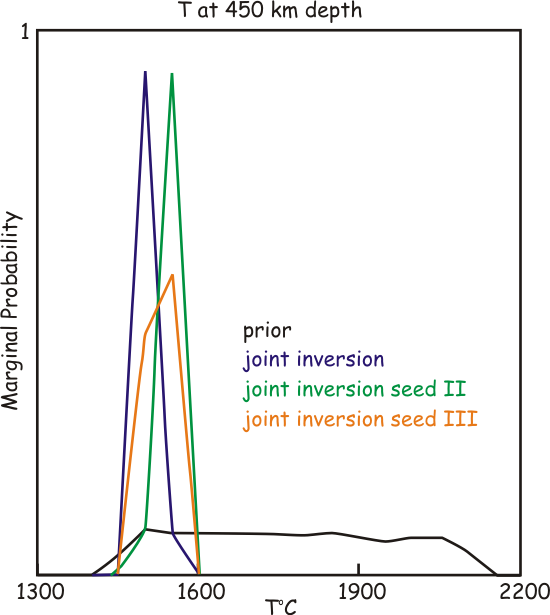 T at 450 km depth
1
Marginal Probability
prior
joint inversion
joint inversion seed II
joint inversion seed III
1300 1600 1900 2200
T°C